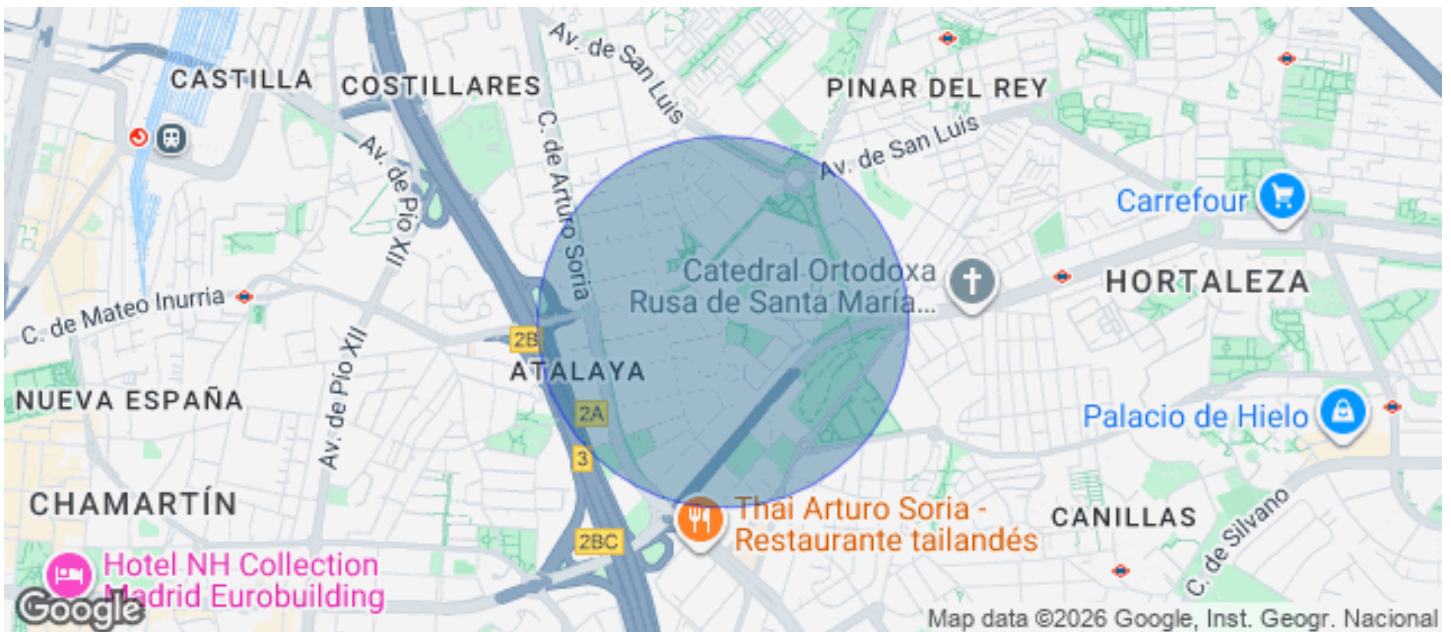 Av. de San Luis
CASTILLA
COSTILLARES
PINAR DEL REY
Av. de San Luis
C. de Arturo Soria
Av. de Pío XII
Carrefour
Catedral Ortodoxa
Rusa de Santa María...
HORTALEZA
C. de Mateo Inurria
2B
ATALAYA
NUEVA ESPAÑA
Av. de Pío XII
2A
Palacio de Hielo
3
CHAMARTÍN
Thai Arturo Soria -
Restaurante tailandés
CANILLAS
C. de Silvano
2BC
Hotel NH Collection
Madrid Eurobuilding
Google
Map data ©2026 Google, Inst. Geogr. Nacional